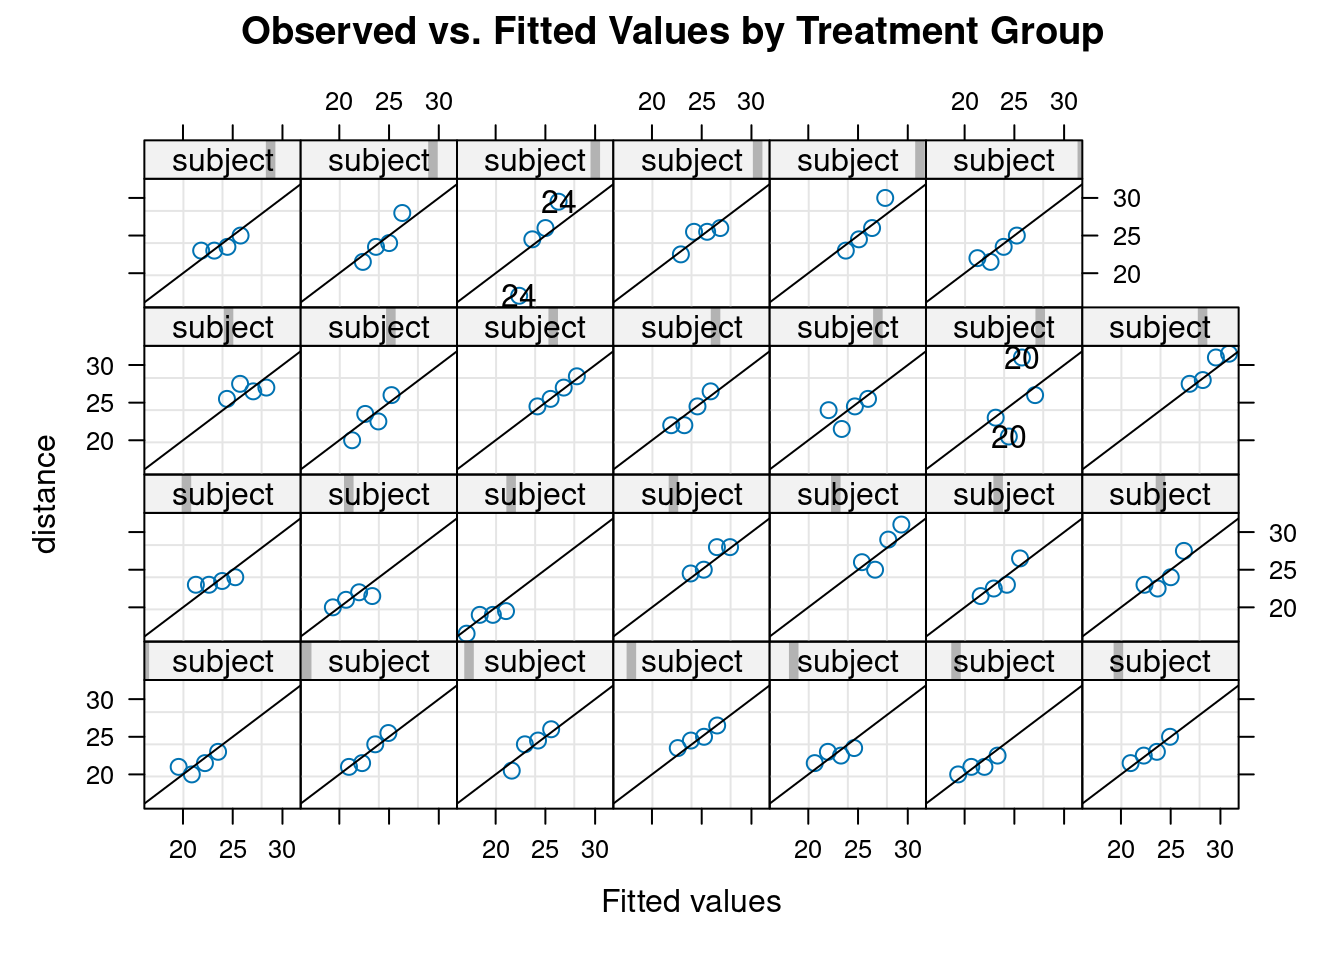 Observed vs. Fitted Values by Treatment Group
20 25 30 20 25 30 20 25 30
subject subject subject subject subject subject
24
30
25
20
24
subject subject subject subject subject subject subject
20
30
25
20
20
distance
subject subject subject subject subject subject subject
30
25
20
subject subject subject subject subject subject subject
30
25
20
20 25 30 20 25 30 20 25 30 20 25 30
Fitted values